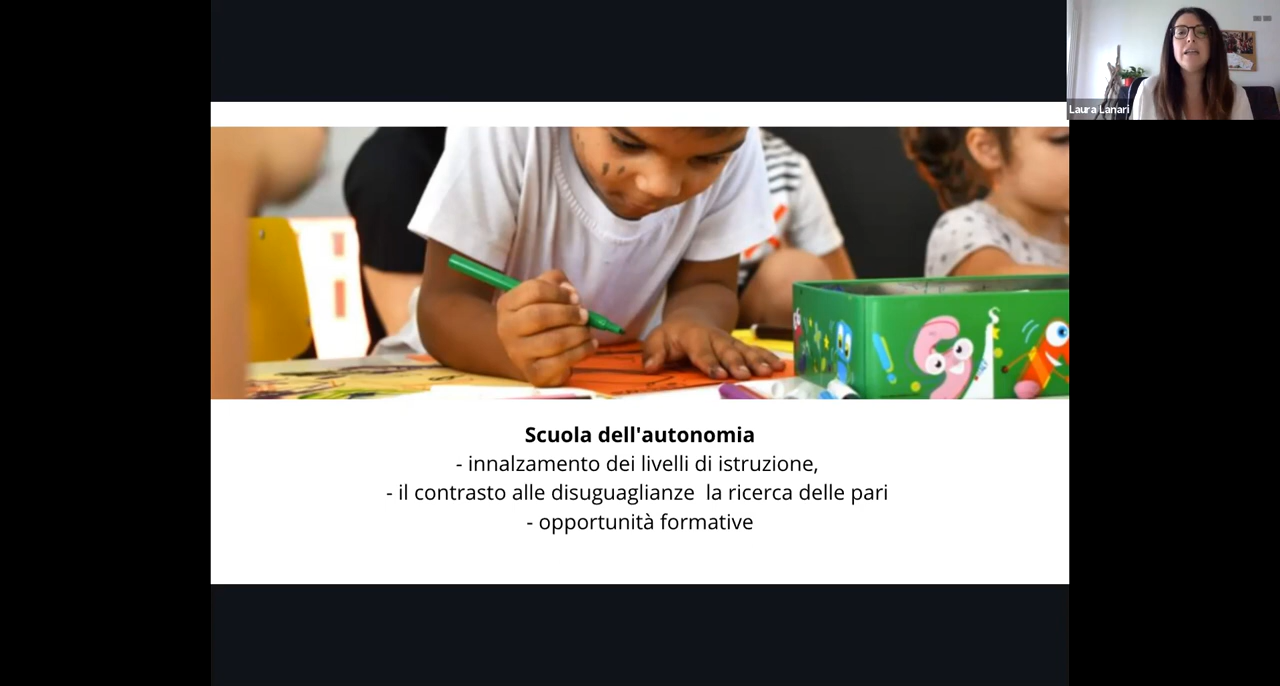 Laura Lanari
Scuola dell'autonomia
- innalzamento dei livelli di istruzione,
- il contrasto alle disuguaglianze  la ricerca delle pari
- opportunità formative